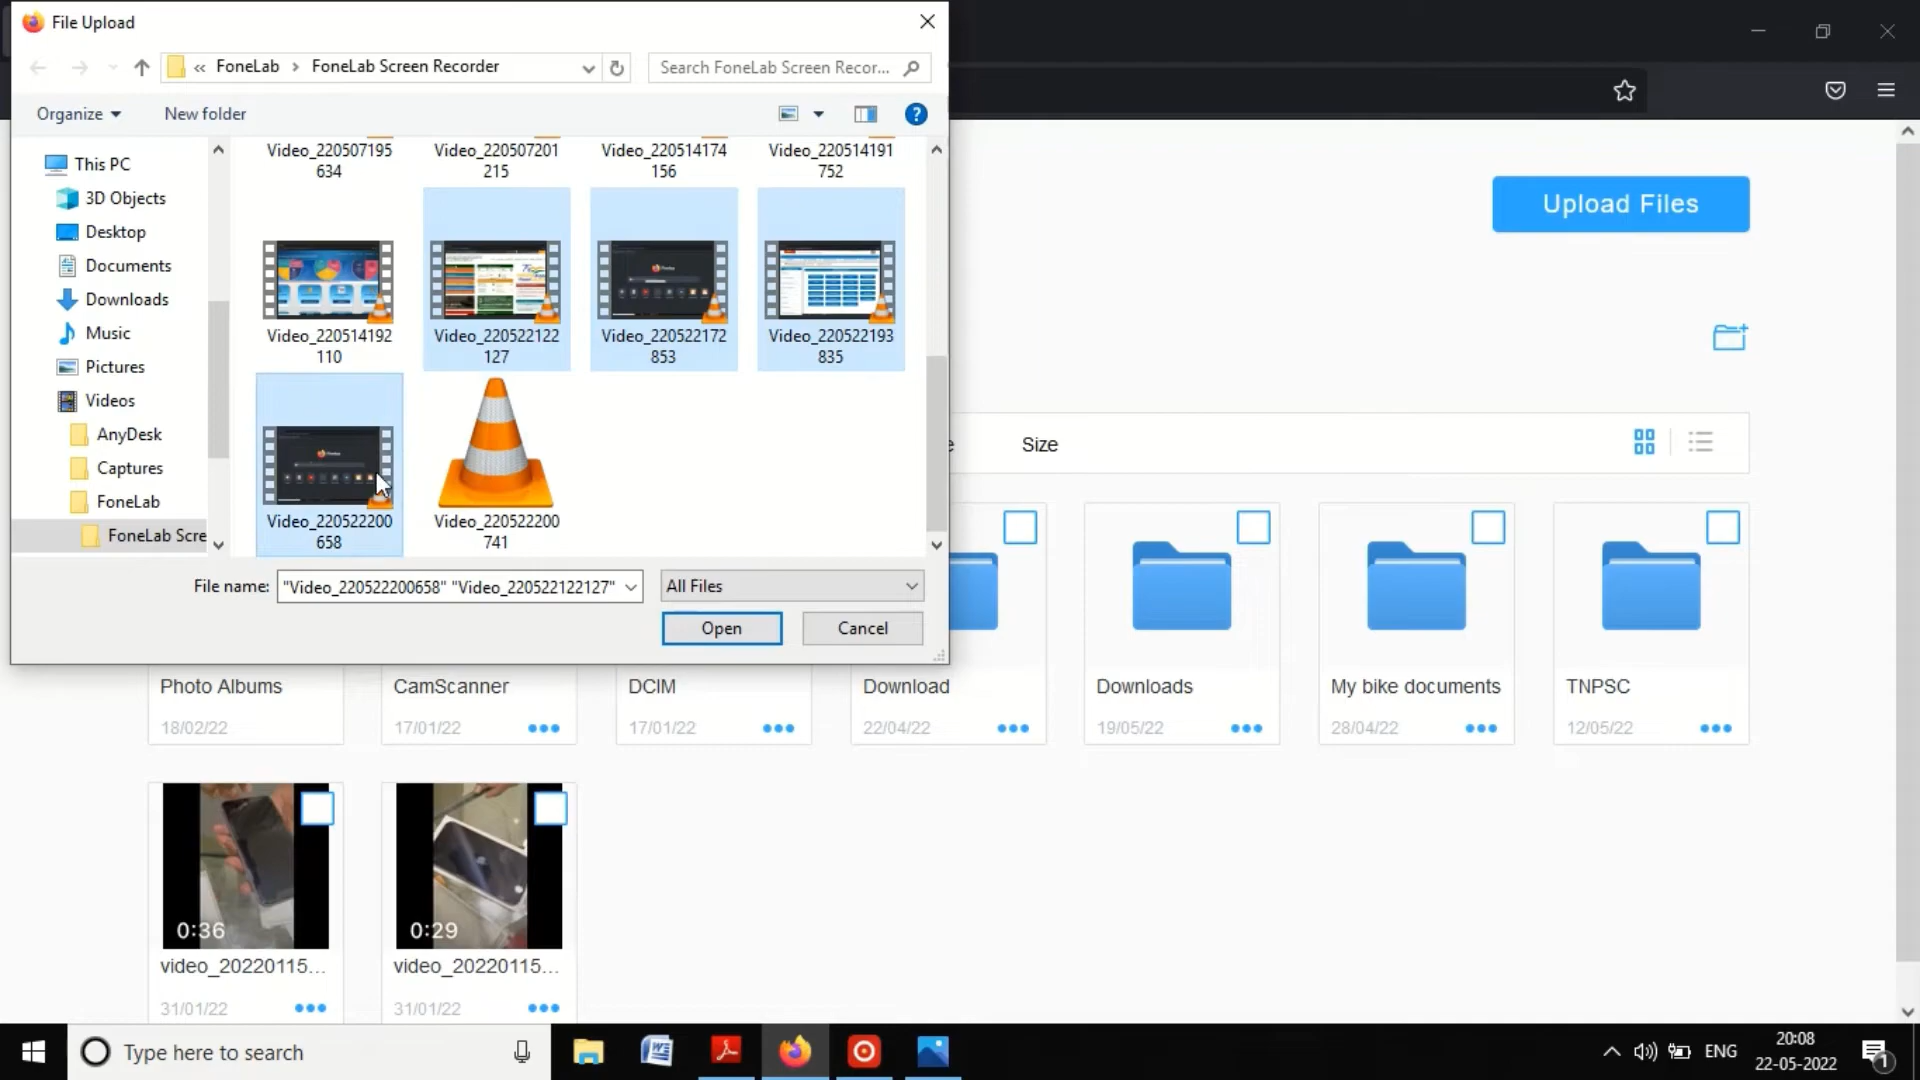 File Upload
« FoneLab > FoneLab Screen Recorder
Search FoneLab Screen Recor...
Organize
New folder
This PC
3D Objects
Desktop
Documents
Downloads
Music
Pictures
Videos
AnyDesk
Captures
FoneLab
FoneLab Scre
Video_220507195
634
Video_220507201
215
Video_220514174
156
Video_220514191
752
Video_220514192
110
Video_220522122
127
Video_220522172
853
Video_220522193
835
Video_220522200
658
Video_220522200
741
File name: "Video_220522200658" "Video_220522122127"
All Files
Open
Cancel
Upload Files
e
Size
Photo Albums
18/02/22
CamScanner
17/01/22
DCIM
17/01/22
Download
22/04/22
Downloads
19/05/22
My bike documents
28/04/22
TNPSC
12/05/22
0:36
video_20220115...
31/01/22
0:29
video_20220115...
31/01/22
Type here to search
ENG
20:08
22-05-2022
1